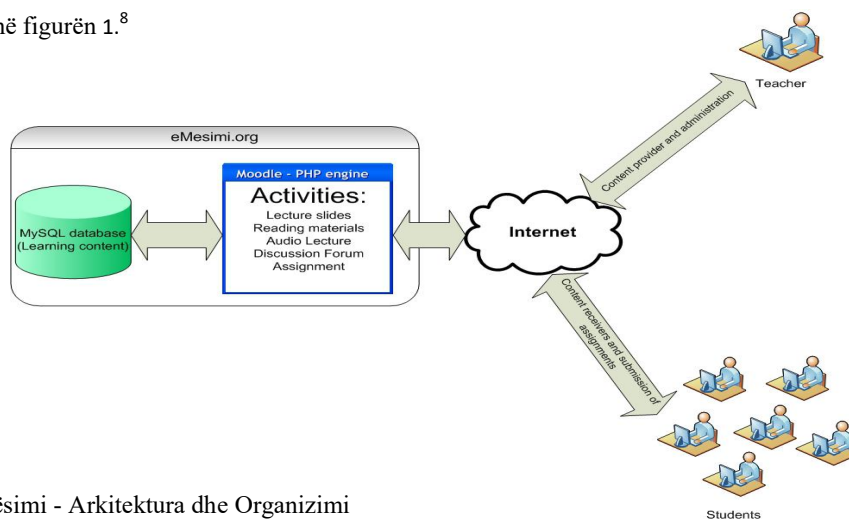 në figurën 1.⁸
Teacher
Content provider and administration
eMesimi.org
Moodle - PHP engine
Activities:
Lecture slides
Reading materials
Audio Lecture
Discussion Forum
Assignment
MySQL database
(Learning content)
Internet
Content receivers and submission of
assignments
Students
ësimi - Arkitektura dhe Organizimi